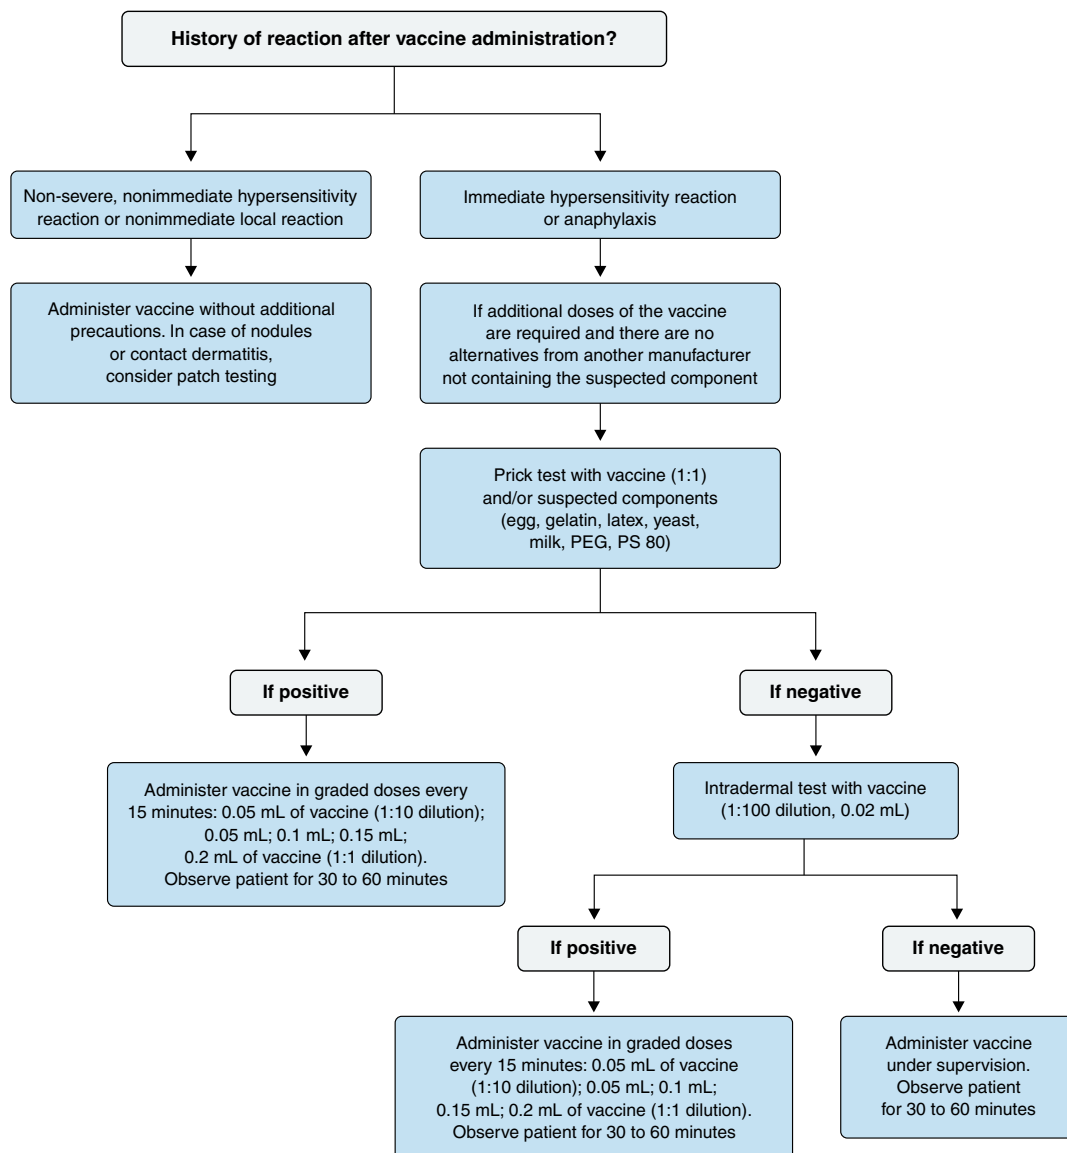 History of reaction after vaccine administration?
Non-severe, nonimmediate hypersensitivity
reaction or nonimmediate local reaction
Immediate hypersensitivity reaction
or anaphylaxis
Administer vaccine without additional
precautions. In case of nodules
or contact dermatitis,
consider patch testing
If additional doses of the vaccine
are required and there are no
alternatives from another manufacturer
not containing the suspected component
Prick test with vaccine (1:1)
and/or suspected components
(egg, gelatin, latex, yeast,
milk, PEG, PS 80)
If positive
If negative
Administer vaccine in graded doses every
15 minutes: 0.05 mL of vaccine (1:10 dilution);
0.05 mL; 0.1 mL; 0.15 mL;
0.2 mL of vaccine (1:1 dilution).
Observe patient for 30 to 60 minutes
Intradermal test with vaccine
(1:100 dilution, 0.02 mL)
If positive
If negative
Administer vaccine in graded doses
every 15 minutes: 0.05 mL of vaccine
(1:10 dilution); 0.05 mL; 0.1 mL;
0.15 mL; 0.2 mL of vaccine (1:1 dilution).
Observe patient for 30 to 60 minutes
Administer vaccine
under supervision.
Observe patient
for 30 to 60 minutes